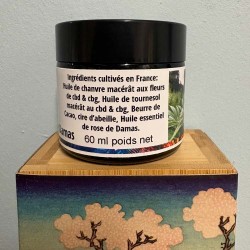 Ingrédients cultivés en France:
Huile de chanvre macérât aux fleurs
de cbd & cbg, Huile de tournesol
macérât au cbd & cbg, Beurre de
Cacao, cire d'abeille, Huile essentiel
de rose de Damas.
60 ml poids net
amas